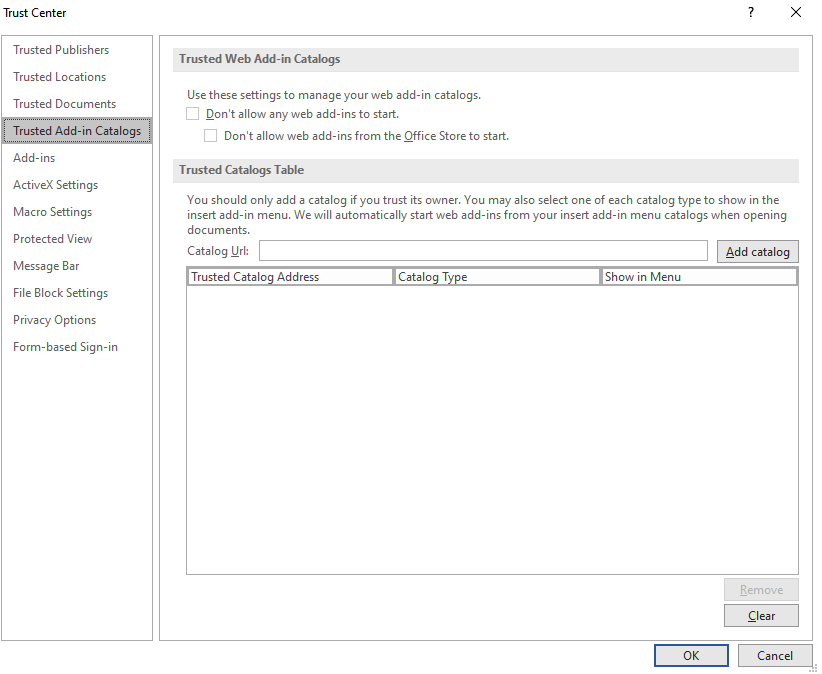 Trust Center
?
Trusted Publishers
Trusted Locations
Trusted Documents
Trusted Add-in Catalogs
Add-ins
ActiveX Settings
Macro Settings
Protected View
Message Bar
File Block Settings
Privacy Options
Form-based Sign-in
Trusted Web Add-in Catalogs
Use these settings to manage your web add-in catalogs.
Don't allow any web add-ins to start.
Don't allow web add-ins from the Office Store to start.
Trusted Catalogs Table
You should only add a catalog if you trust its owner. You may also select one of each catalog type to show in the
insert add-in menu. We will automatically start web add-ins from your insert add-in menu catalogs when opening
documents.
Catalog Url:
Add catalog
Trusted Catalog Address Catalog Type Show in Menu
Remove
Clear
OK Cancel